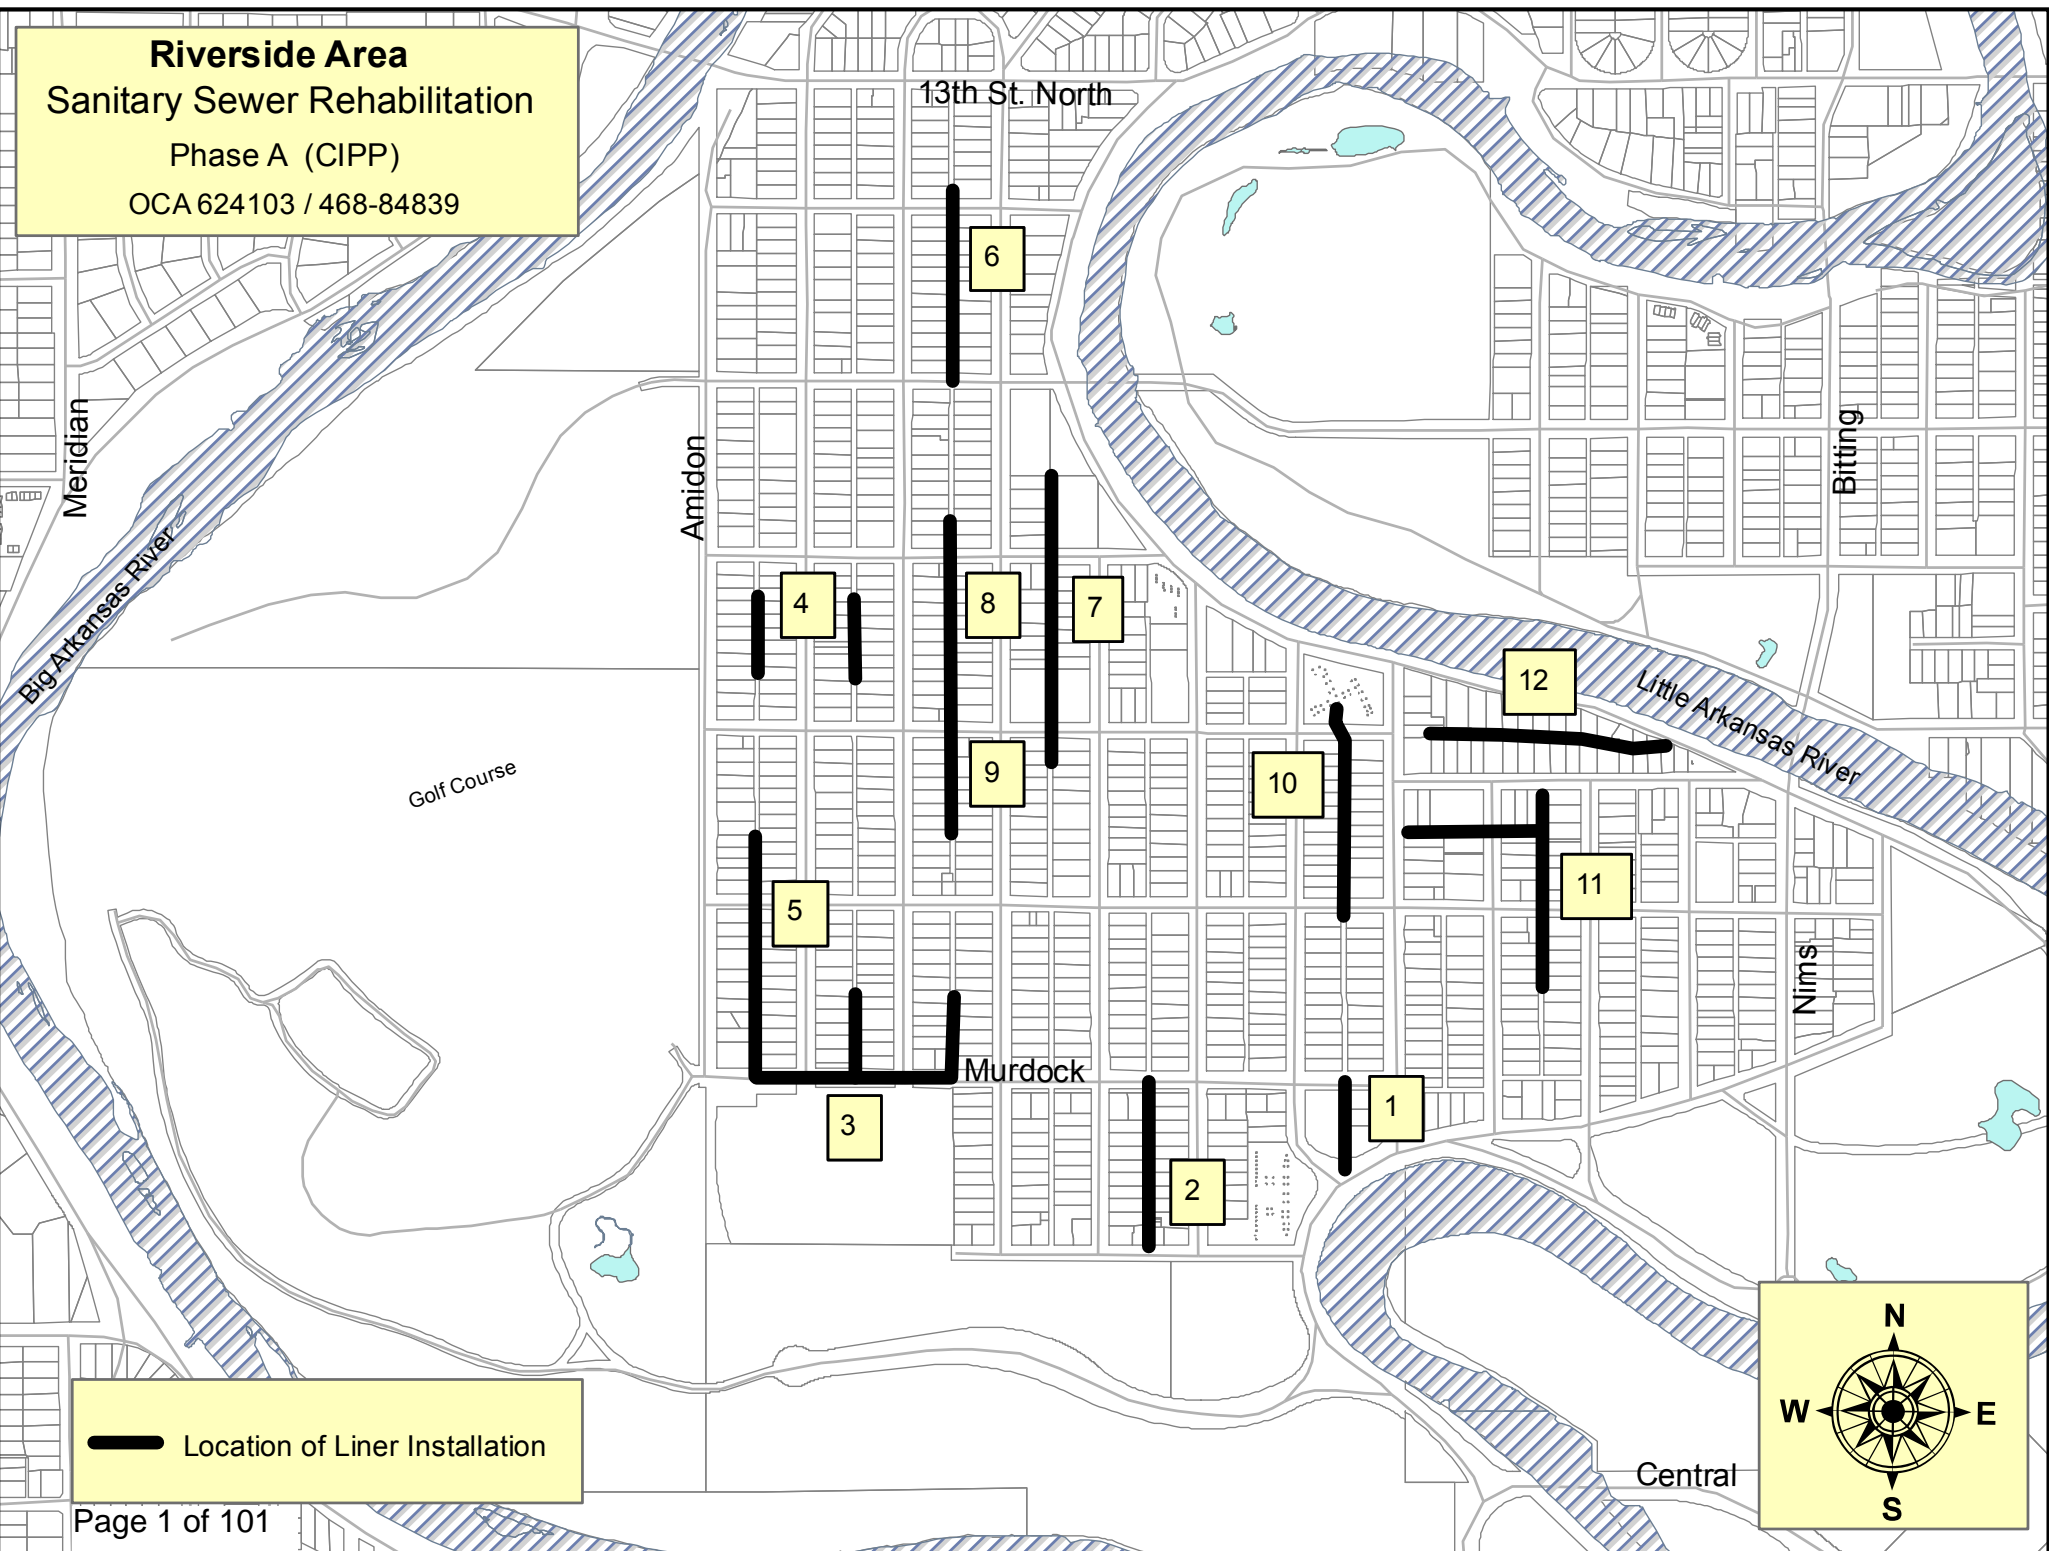 Riverside Area
Sanitary Sewer Rehabilitation
Phase A (CIPP)
OCA 624103 / 468-84839
13th St. North
6
Meridian
Amidon
Bitting
Big Arkansas River
4
8
7
12
Little Arkansas River
9
10
Golf Course
11
5
Nims
Murdock
3
1
2
N
W
E
S
Location of Liner Installation
Central
Page 1 of 101